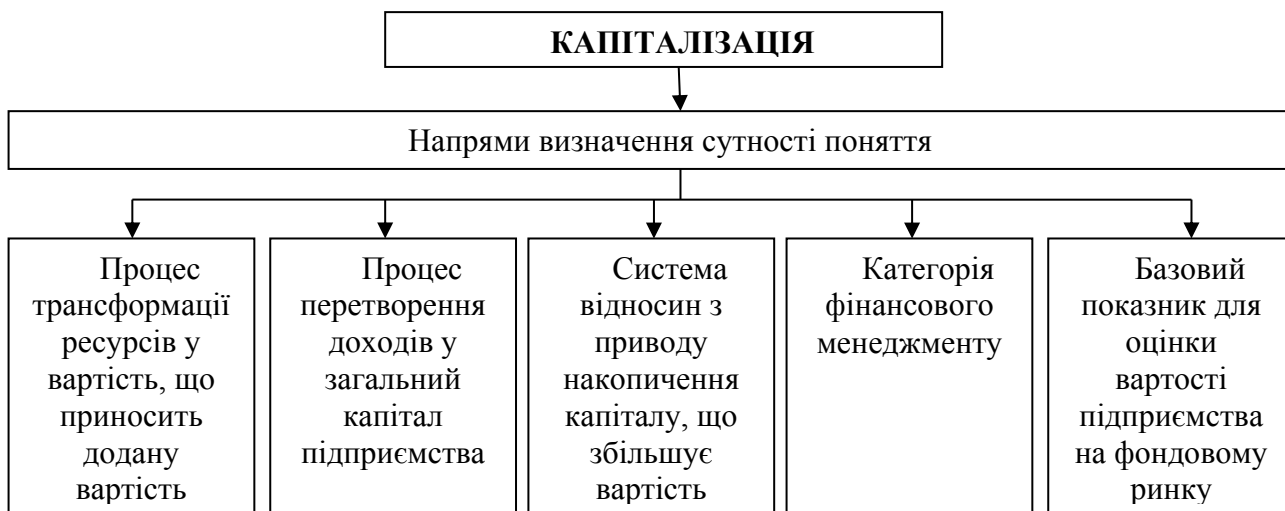 КАПІТАЛІЗАЦІЯ
Напрями визначення сутності поняття
Процес
трансформації
ресурсів у
вартість, що
приносить
додану
вартість
Процес
перетворення
доходів у
загальний
капітал
підприємства
Система
відносин з
приводу
накопичення
капіталу, що
збільшує
вартість
Категорія
фінансового
менеджменту
Базовий
показник для
оцінки
вартості
підприємства
на фондовому
ринку